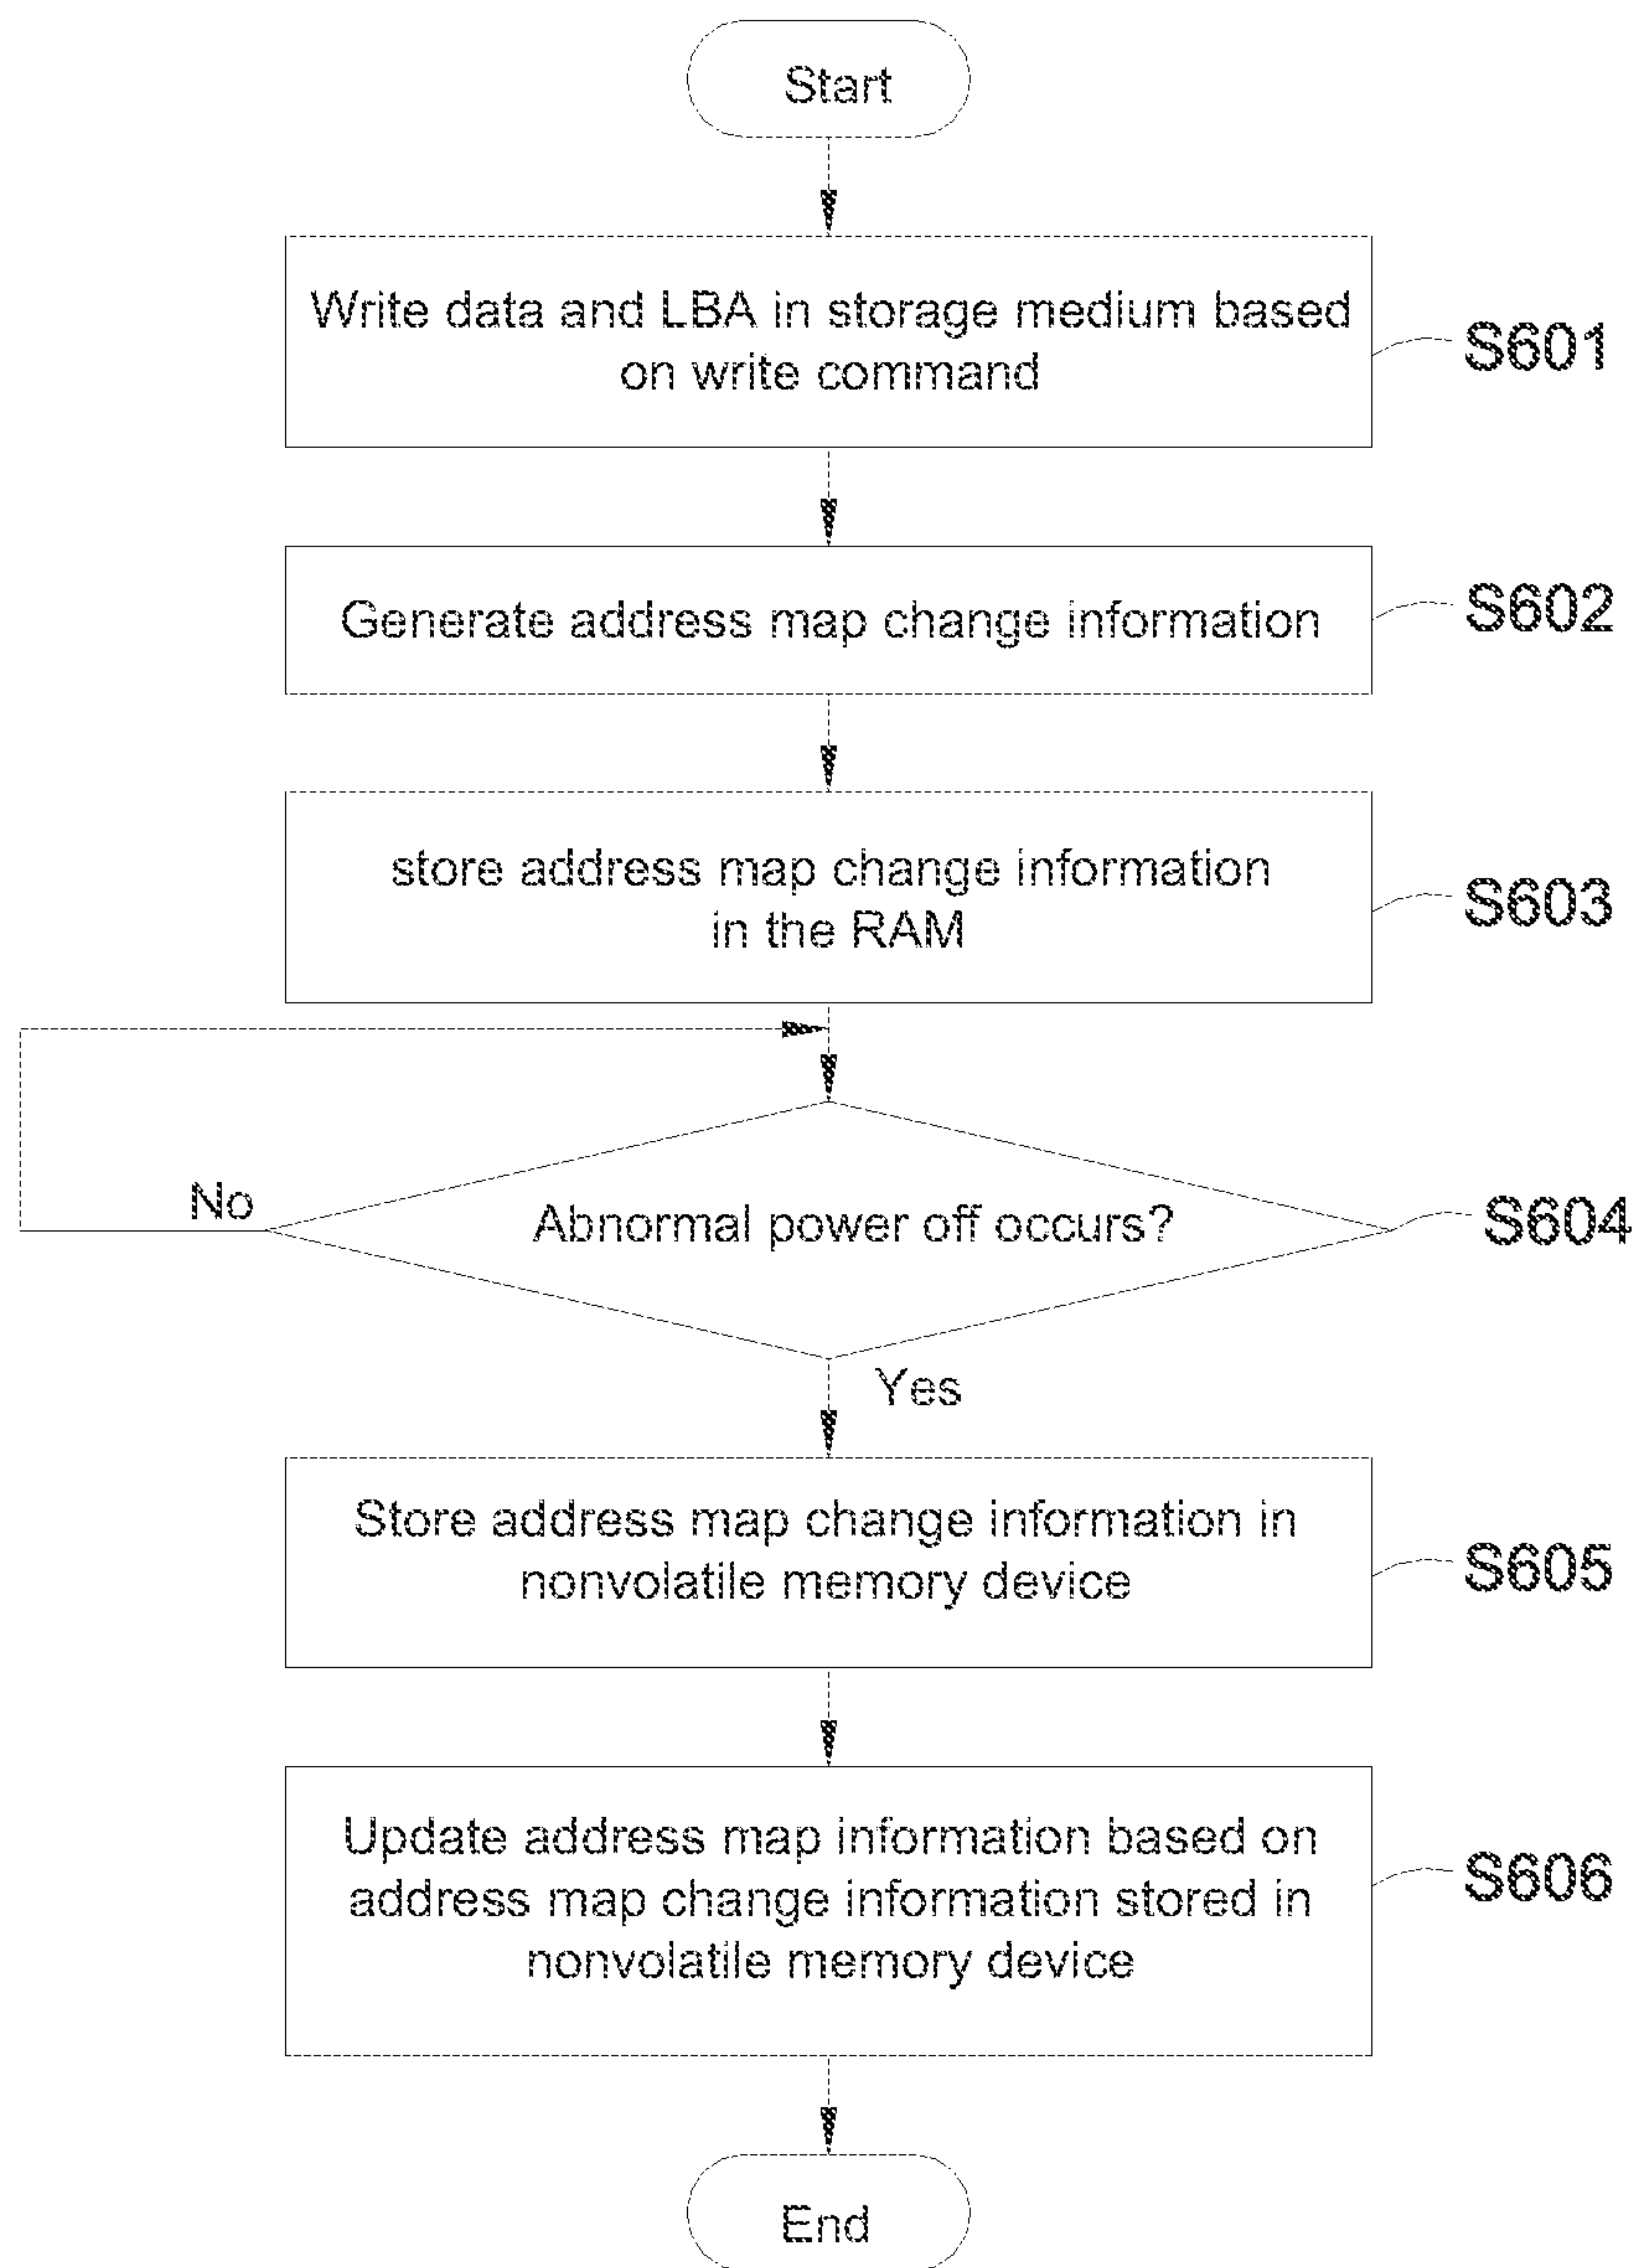 Start
Write data and LBA in storage medium based
on write command
S601
Generate address map change information
S602
store address map change information
in the RAM
S603
No
Abnormal power off occurs?
S604
Yes
Store address map change information in
nonvolatile memory device
S605
Update address map information based on
address map change information stored in
nonvolatile memory device
S606
End